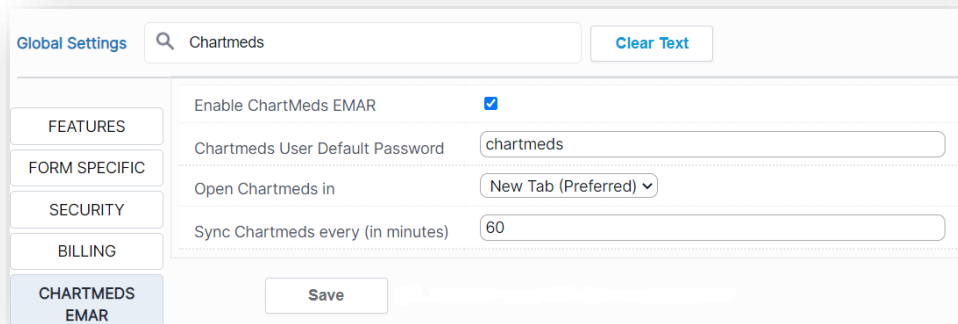 Global Settings
Chartmeds
Clear Text
FEATURES
FORM SPECIFIC
SECURITY
BILLING
CHARTMEDS
EMAR
Enable ChartMeds EMAR
Chartmeds User Default Password
chartmeds
Open Chartmeds in
New Tab (Preferred)
Sync Chartmeds every (in minutes)
60
Save